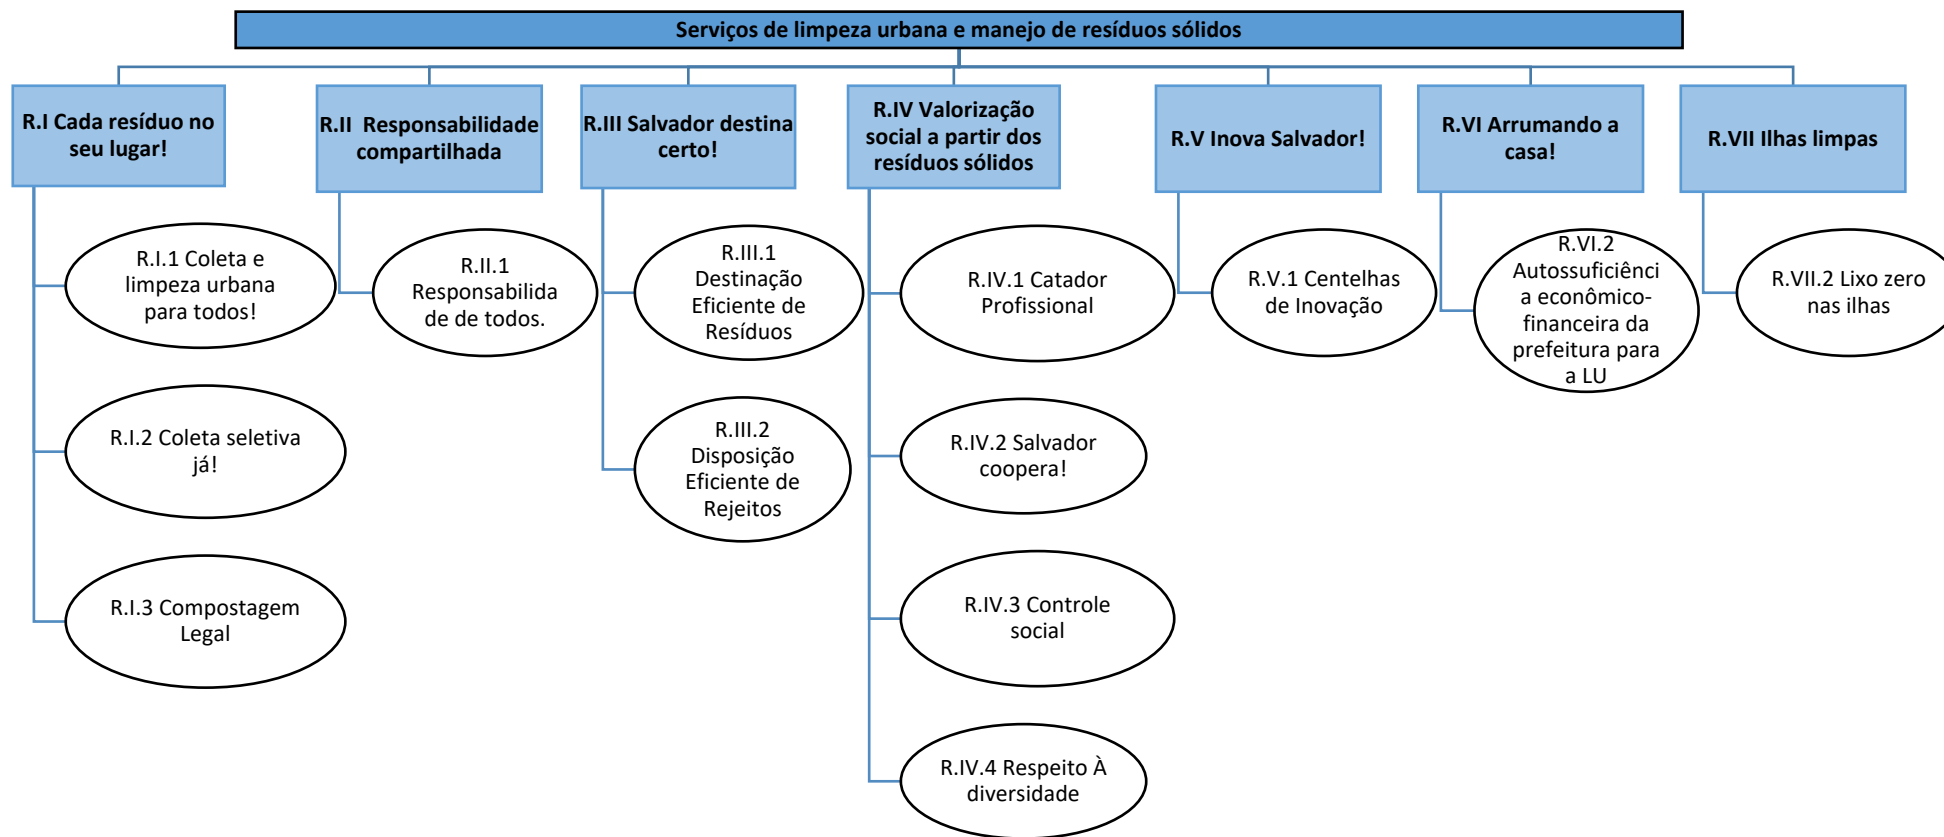 Serviços de limpeza urbana e manejo de resíduos sólidos
R.I Cada resíduo no
seu lugar!
R.I.1 Coleta e
limpeza urbana
para todos!
R.I.2 Coleta seletiva
já!
R.I.3 Compostagem
Legal
R.II Responsabilidade
compartilhada
R.II.1
Responsabilida
de de todos.
R.III Salvador destina
certo!
R.III.1
Destinação
Eficiente de
Resíduos
R.III.2
Disposição
Eficiente de
Rejeitos
R.IV Valorização
social a partir dos
resíduos sólidos
R.IV.1 Catador
Profissional
R.IV.2 Salvador
coopera!
R.IV.3 Controle
social
R.IV.4 Respeito À
diversidade
R.V Inova Salvador!
R.V.1 Centelhas
de Inovação
R.VI Arrumando a
casa!
R.VI.2
Autossuficiênci
a econômico-
financeira da
prefeitura para
a LU
R.VII Ilhas limpas
R.VII.2 Lixo zero
nas ilhas